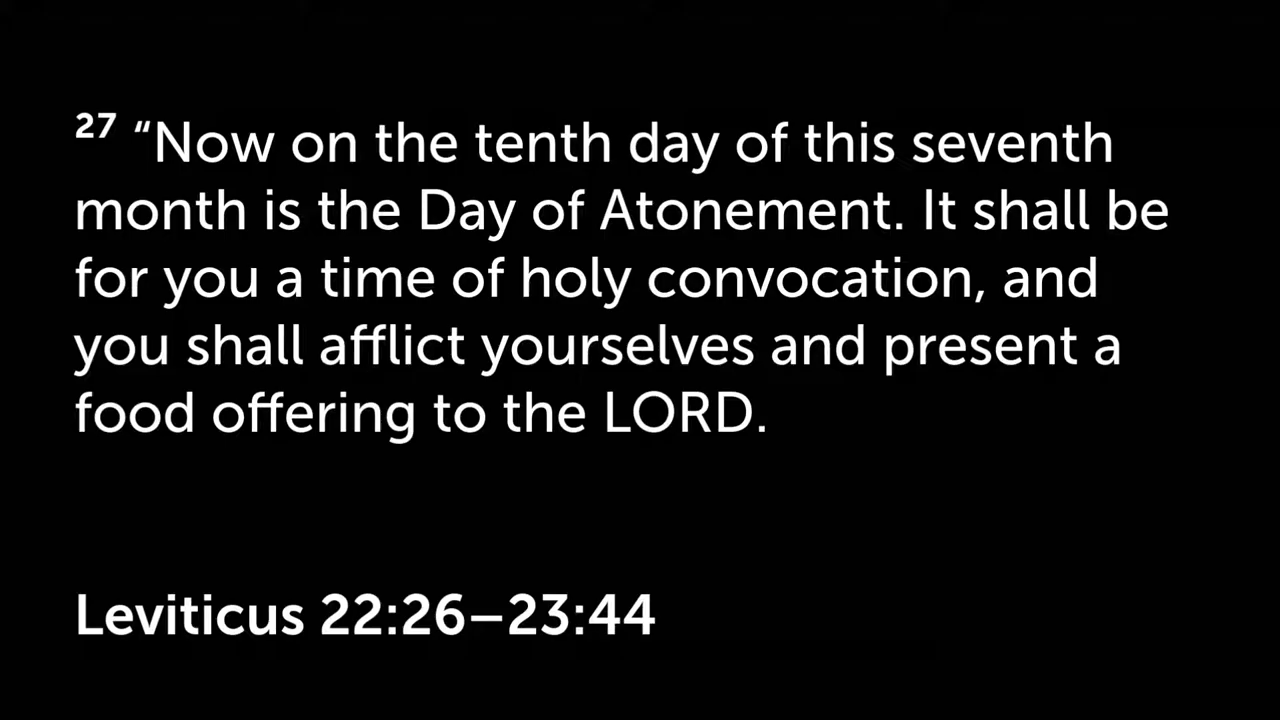 27 “Now on the tenth day of this seventh
month is the Day of Atonement. It shall be
for you a time of holy convocation, and
you shall afflict yourselves and present a
food offering to the LORD.
Leviticus 22:26–23:44